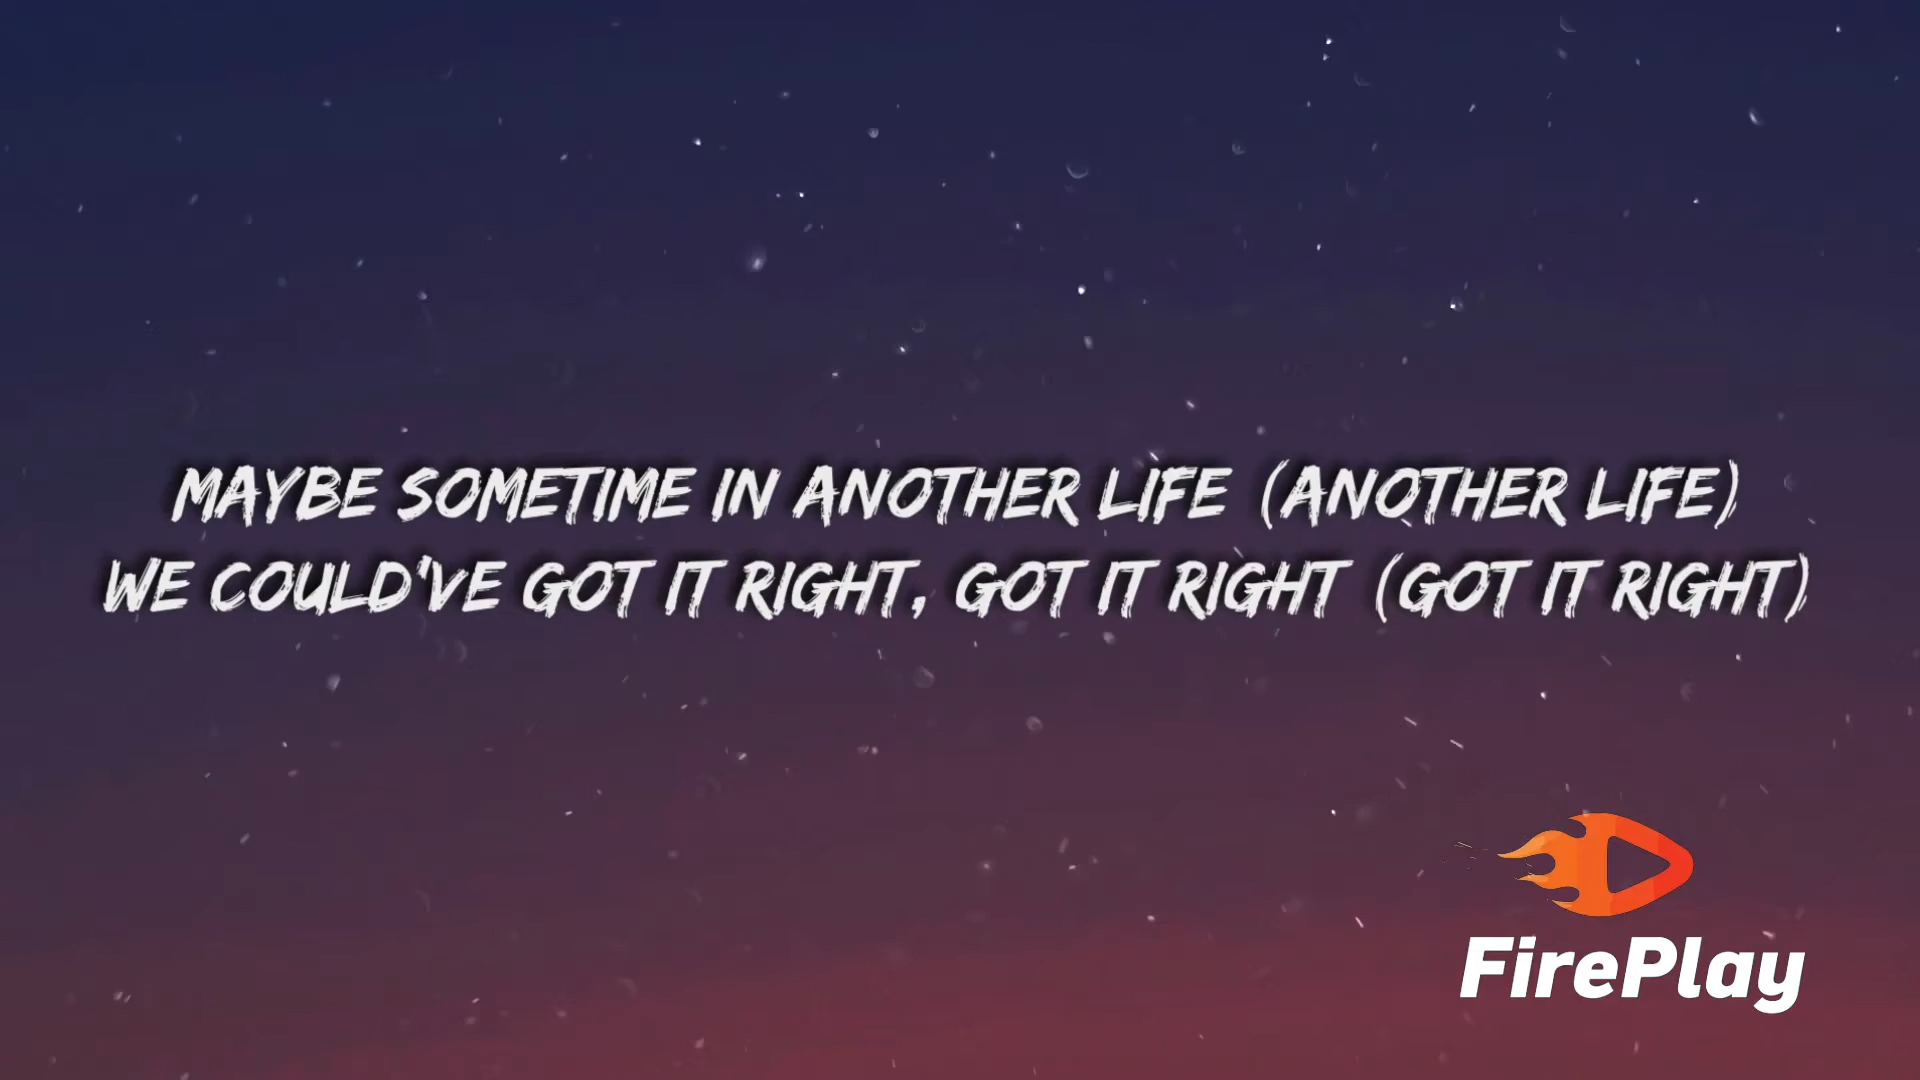 MAYBE SOMETIME IN ANOTHER LIFE (ANOTHER LIFE)
WE COULD'VE GOT IT RIGHT, GOT IT RIGHT (GOT IT RIGHT)
FirePlay